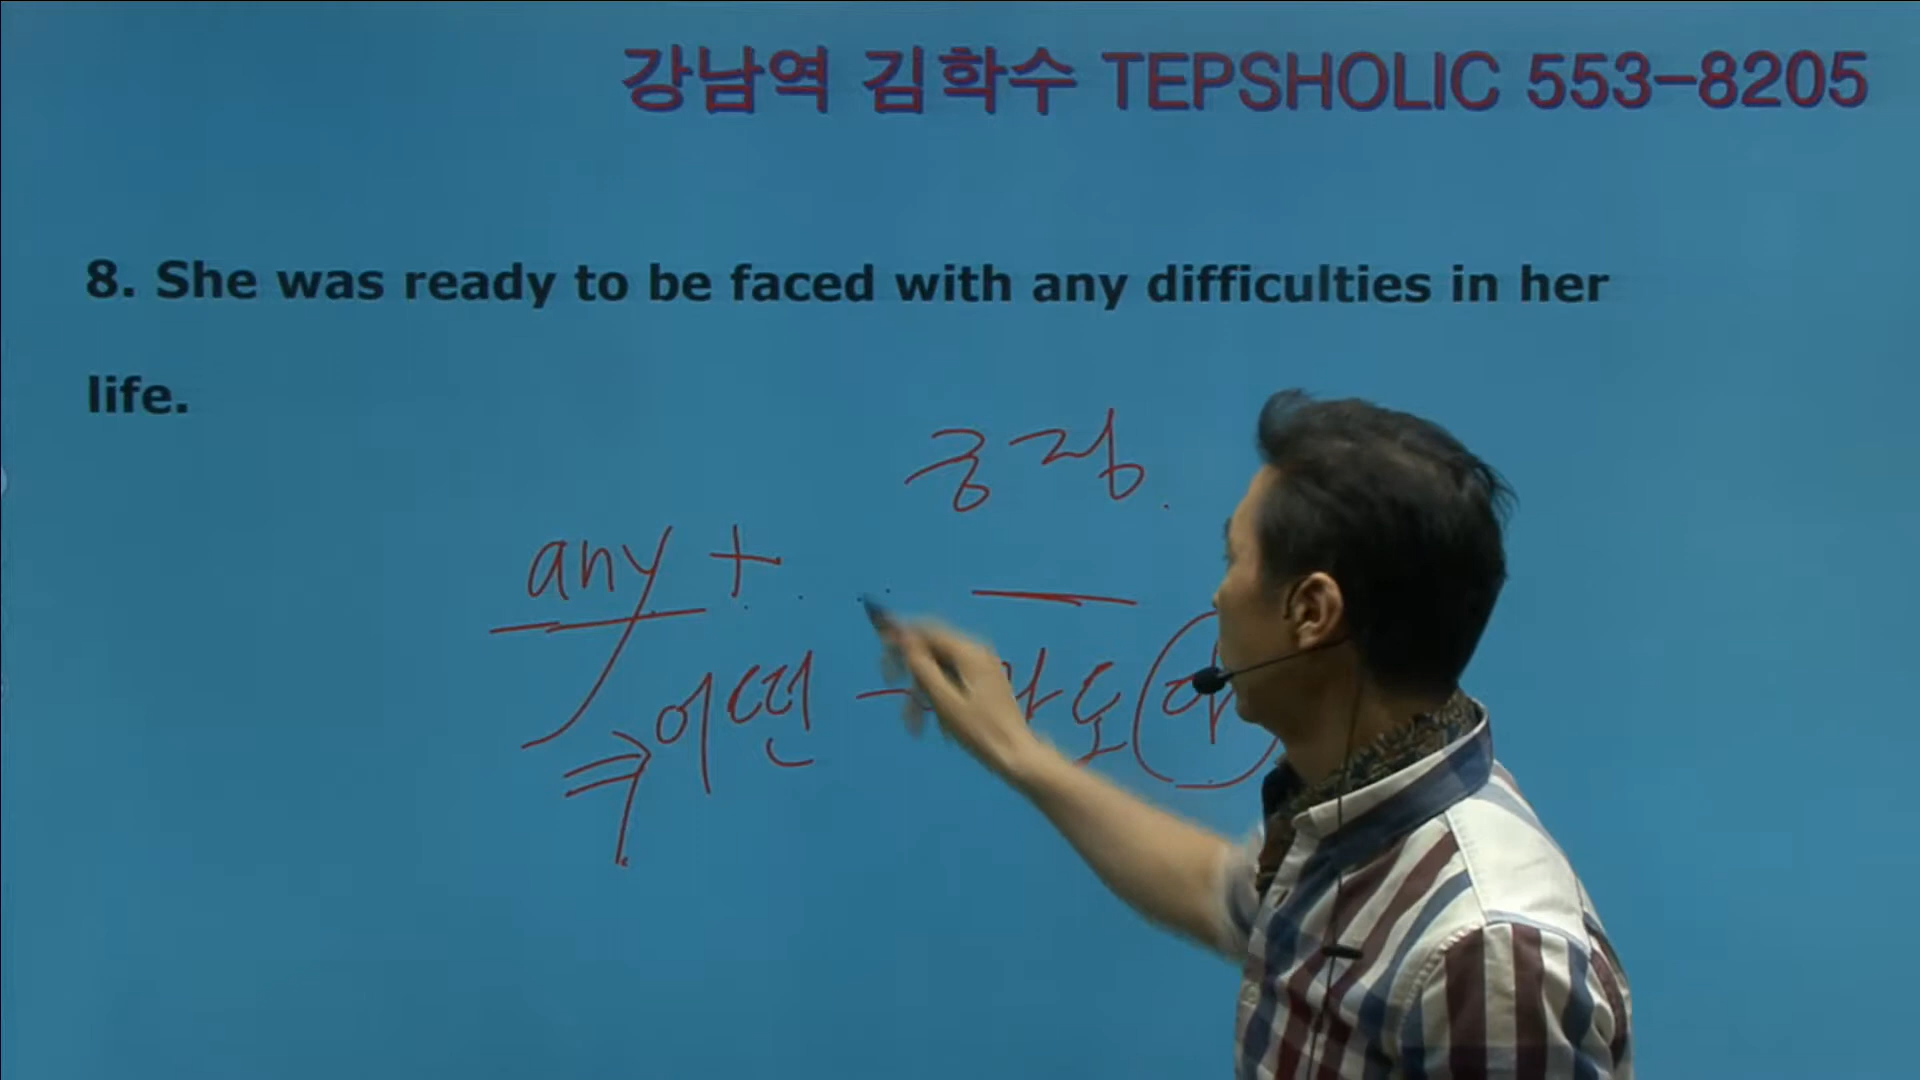 강남역 김학수 TEPSHOLIC 553-8205
8. She was ready to be faced with any difficulties in her
life.
긍정.
any +
⇒ 어떤 도